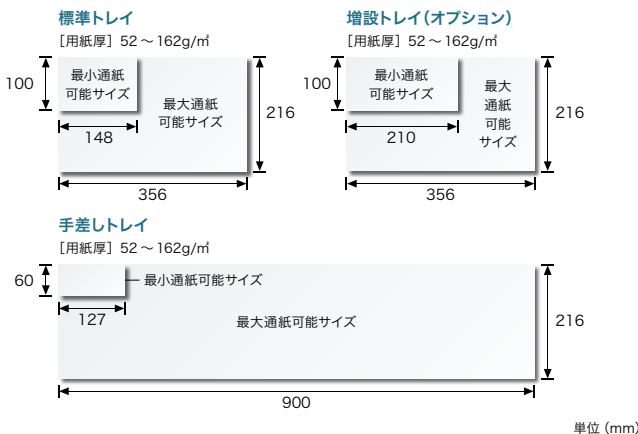 標準トレイ
［用紙厚］52～162g/㎡
100
最小通紙
可能サイズ
148
最大通紙
可能サイズ
216
356
増設トレイ（オプション）
［用紙厚］52～162g/㎡
100
最小通紙
可能サイズ
210
最大
通紙
可能
サイズ
216
356
手差しトレイ
［用紙厚］52～162g/㎡
60
最小通紙可能サイズ
127
最大通紙可能サイズ
216
900
単位（mm）